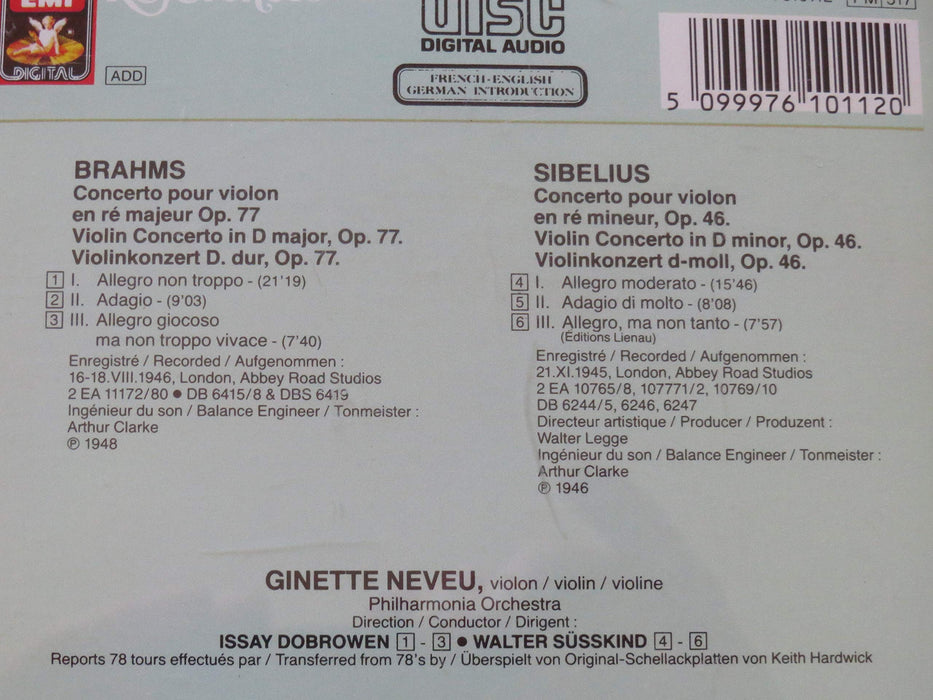 EMI
DIGITAL
ADD
DISC
DIGITAL AUDIO
FRENCH-ENGLISH
GERMAN INTRODUCTION
PM 517
5 099976 101120
BRAHMS
Concerto pour violon
en ré majeur Op. 77
Violin Concerto in D major, Op. 77.
Violinkonzert D. dur, Op. 77.
1 I. Allegro non troppo - (21'19)
2 II. Adagio - (9'03)
3 III. Allegro giocoso
ma non troppo vivace - (7'40)
Enregistré / Recorded / Aufgenommen :
16-18.VIII.1946, London, Abbey Road Studios
2 EA 11172/80 ● DB 6415/8 & DBS 6419
Ingénieur du son / Balance Engineer / Tonmeister :
Arthur Clarke
℗ 1948
SIBELIUS
Concerto pour violon
en ré mineur, Op. 46.
Violin Concerto in D minor, Op. 46.
Violinkonzert d-moll, Op. 46.
4 I. Allegro moderato - (15'46)
5 II. Adagio di molto - (8'08)
6 III. Allegro, ma non tanto - (7'57)
(Éditions Lienau)
Enregistré / Recorded / Aufgenommen :
21.XI.1945, London, Abbey Road Studios
2 EA 10765/8, 107771/2, 10769/10
DB 6244/5, 6246, 6247
Directeur artistique / Producer / Produzent :
Walter Legge
Ingénieur du son / Balance Engineer / Tonmeister :
Arthur Clarke
℗ 1946
GINETTE NEVEU, violon / violin / violine
Philharmonia Orchestra
Direction / Conductor / Dirigent :
ISSAY DOBROWEN 1 - 3 ● WALTER SÜSSKIND 4 - 6
Reports 78 tours effectués par / Transferred from 78's by / Überspielt von Original-Schellackplatten von Keith Hardwick